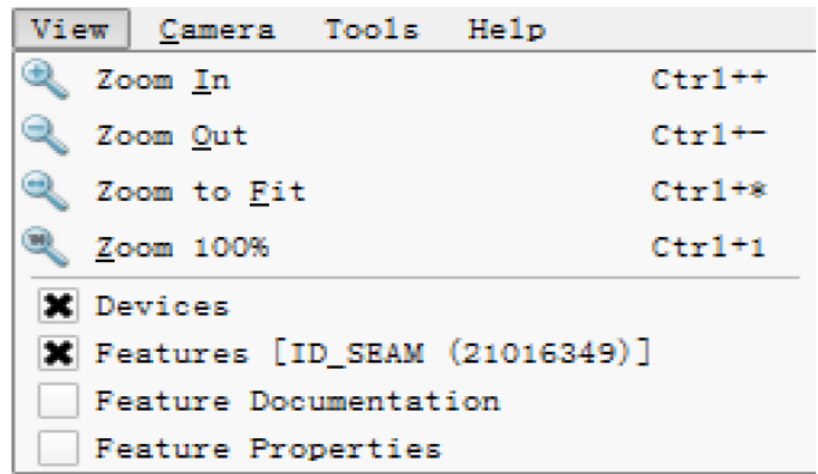 View Camera Tools Help
Zoom In Ctrl++
Zoom Out Ctrl+-
Zoom to Fit Ctrl+*
Zoom 100% Ctrl+1
Devices
Features [ID_SEAM (21016349)]
Feature Documentation
Feature Properties